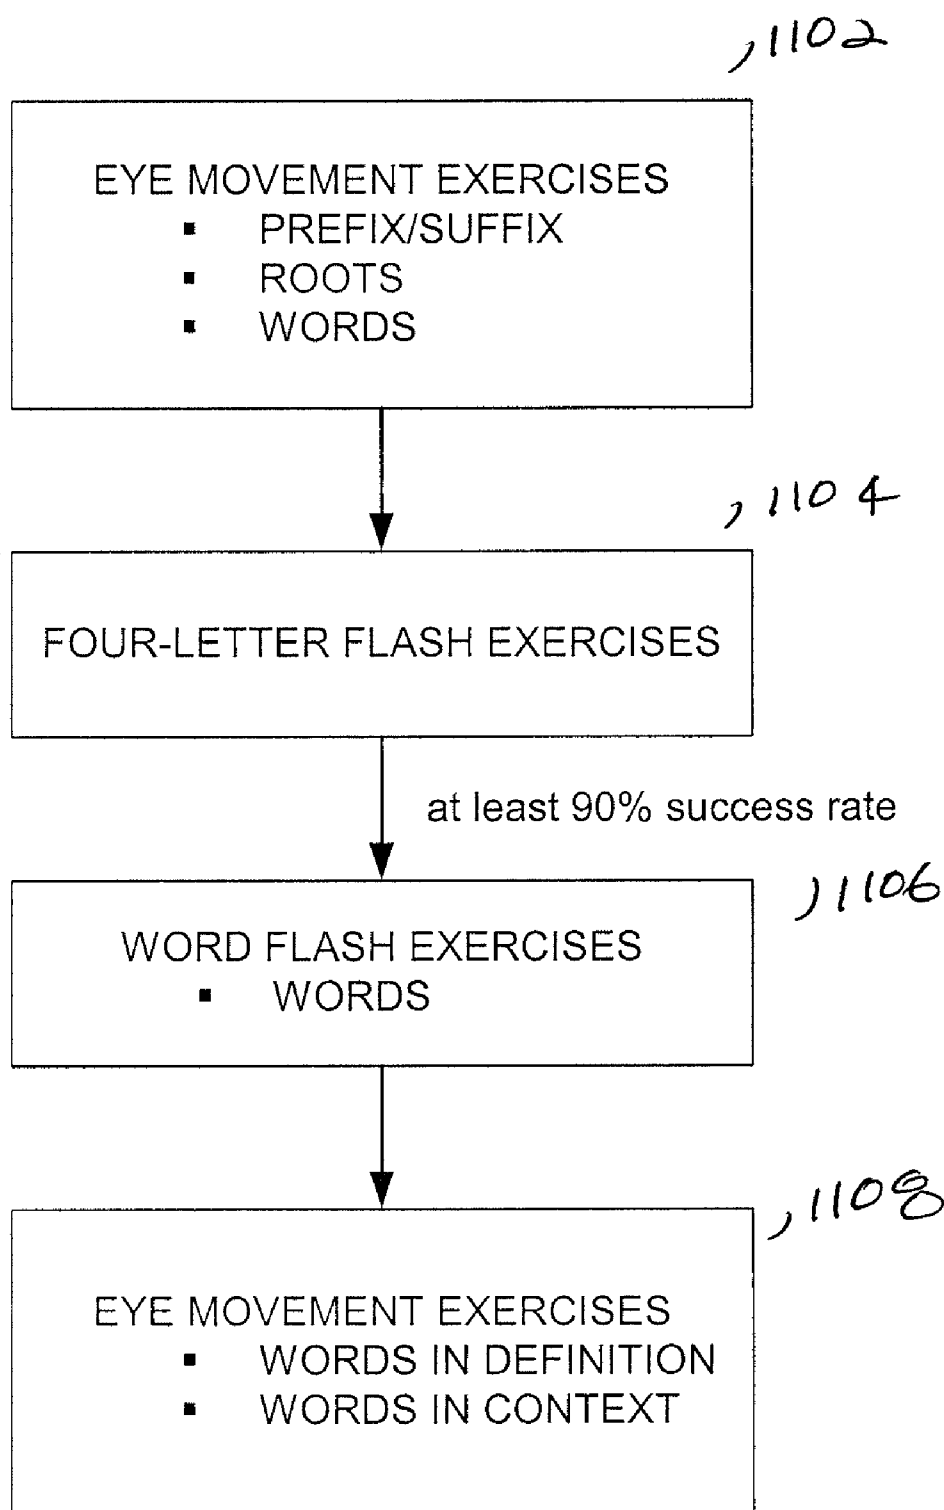 1102
EYE MOVEMENT EXERCISES
▪ PREFIX/SUFFIX
▪ ROOTS
▪ WORDS
1104
FOUR-LETTER FLASH EXERCISES
at least 90% success rate
1106
WORD FLASH EXERCISES
▪ WORDS
1108
EYE MOVEMENT EXERCISES
▪ WORDS IN DEFINITION
▪ WORDS IN CONTEXT